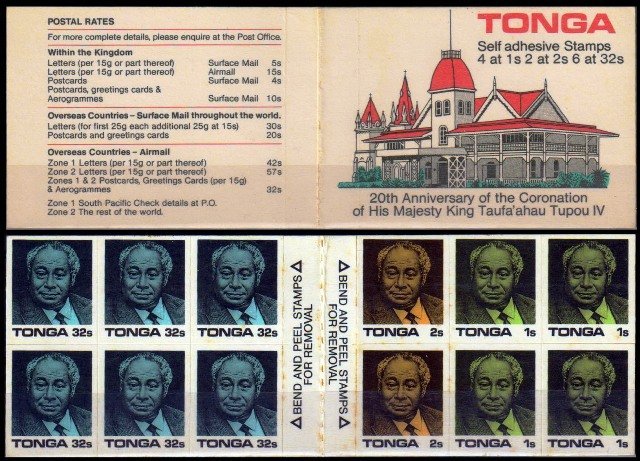 POSTAL RATES
For more complete details, please enquire at the Post Office.
Within the Kingdom
Letters (per 15g or part thereof) Surface Mail 5s
Letters (per 15g or part thereof) Airmail 15s
Postcards Surface Mail 4s
Postcards, greetings cards &
Aerogrammes Surface Mail 10s
Overseas Countries – Surface Mail throughout the world.
Letters (for first 25g each additional 25g at 15s) 30s
Postcards and greetings cards 20s
Overseas Countries – Airmail
Zone 1 Letters (per 15g or part thereof) 42s
Zone 2 Letters (per 15g or part thereof) 57s
Zones 1 & 2 Postcards, Greetings Cards (per 15g)
& Aerogrammes 32s
Zone 1 South Pacific Check details at P.O.
Zone 2 The rest of the world.
TONGA
Self adhesive Stamps
4 at 1s 2 at 2s 6 at 32s
20th Anniversary of the Coronation
of His Majesty King Taufa'ahau Tupou IV
TONGA 32s
TONGA 32s
TONGA 32s
BEND AND PEEL STAMPS
FOR REMOVAL
BEND AND PEEL STAMPS
FOR REMOVAL
TONGA 2s
TONGA 1s
TONGA 1s
TONGA 32s
TONGA 32s
TONGA 32s
TONGA 2s
TONGA 1s
TONGA 1s